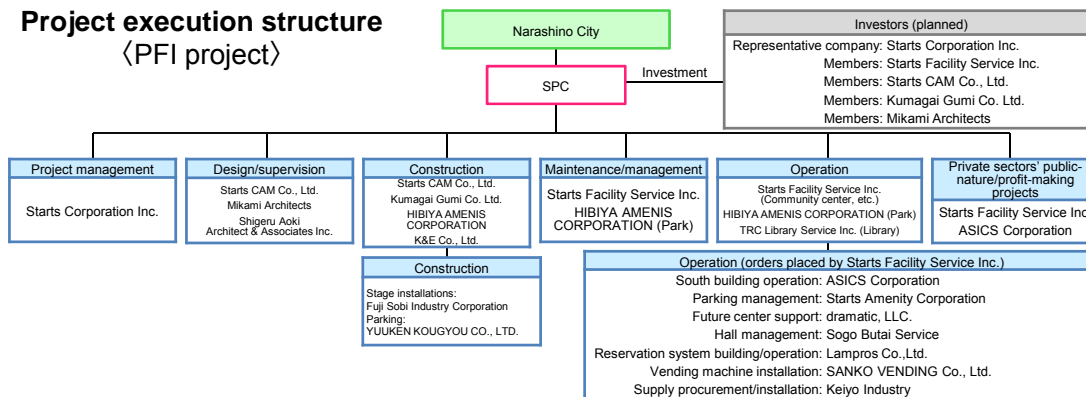 Project execution structure
〈PFI project〉
Narashino City
SPC
Investment
Investors (planned)
Representative company: Starts Corporation Inc.
Members: Starts Facility Service Inc.
Members: Starts CAM Co., Ltd.
Members: Kumagai Gumi Co. Ltd.
Members: Mikami Architects
Project management
Starts Corporation Inc.
Design/supervision
Starts CAM Co., Ltd.
Mikami Architects
Shigeru Aoki
Architect & Associates Inc.
Construction
Starts CAM Co., Ltd.
Kumagai Gumi Co. Ltd.
HIBIYA AMENIS
CORPORATION
K&E Co., Ltd.
Construction
Stage installations:
Fuji Sobi Industry Corporation
Parking:
YUUKEN KOUGYOU CO., LTD.
Maintenance/management
Starts Facility Service Inc.
HIBIYA AMENIS
CORPORATION (Park)
Operation
Starts Facility Service Inc.
(Community center, etc.)
HIBIYA AMENIS CORPORATION (Park)
TRC Library Service Inc. (Library)
Private sectors' public-
nature/profit-making
projects
Starts Facility Service Inc.
ASICS Corporation
Operation (orders placed by Starts Facility Service Inc.)
South building operation: ASICS Corporation
Parking management: Starts Amenity Corporation
Future center support: dramatic, LLC.
Hall management: Sogo Butai Service
Reservation system building/operation: Lampros Co.,Ltd.
Vending machine installation: SANKO VENDING Co., Ltd.
Supply procurement/installation: Keiyo Industry